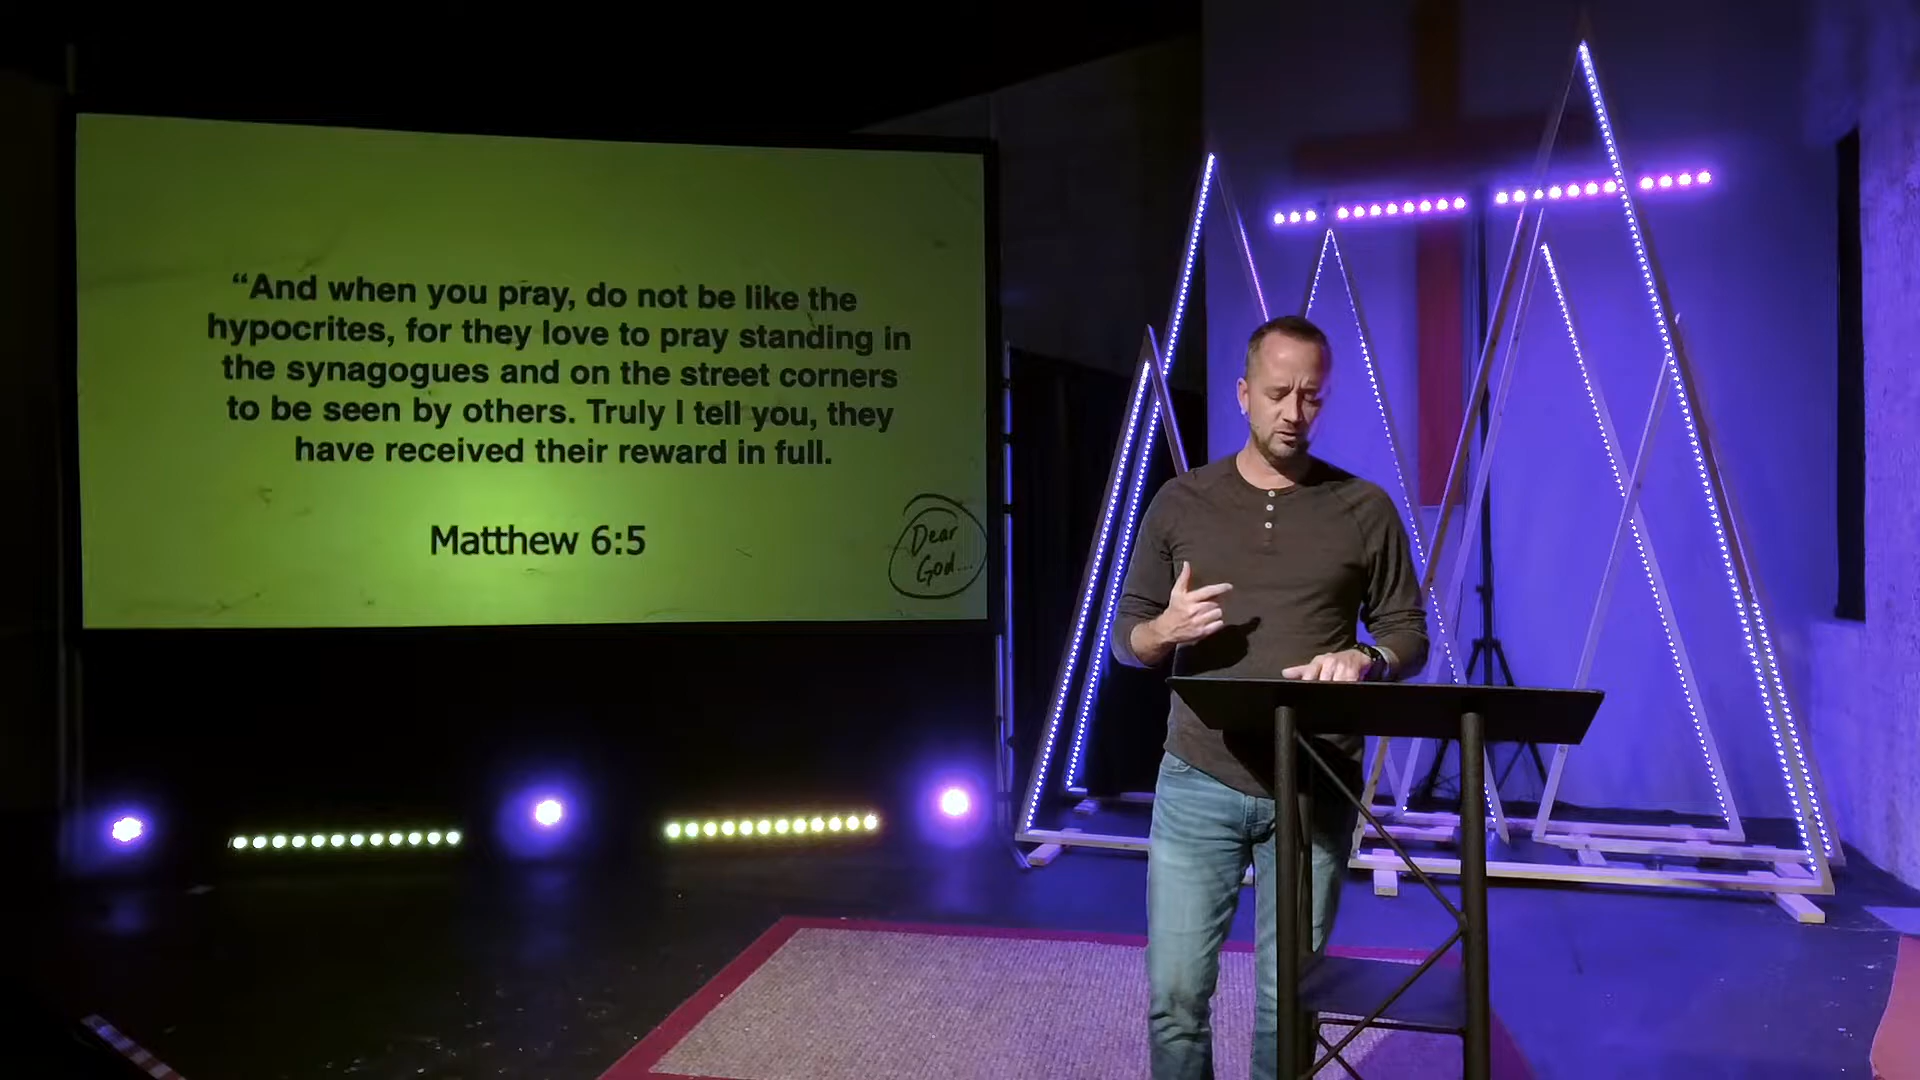 “And when you pray, do not be like the
hypocrites, for they love to pray standing in
the synagogues and on the street corners
to be seen by others. Truly I tell you, they
have received their reward in full.
Matthew 6:5
Dear
God...